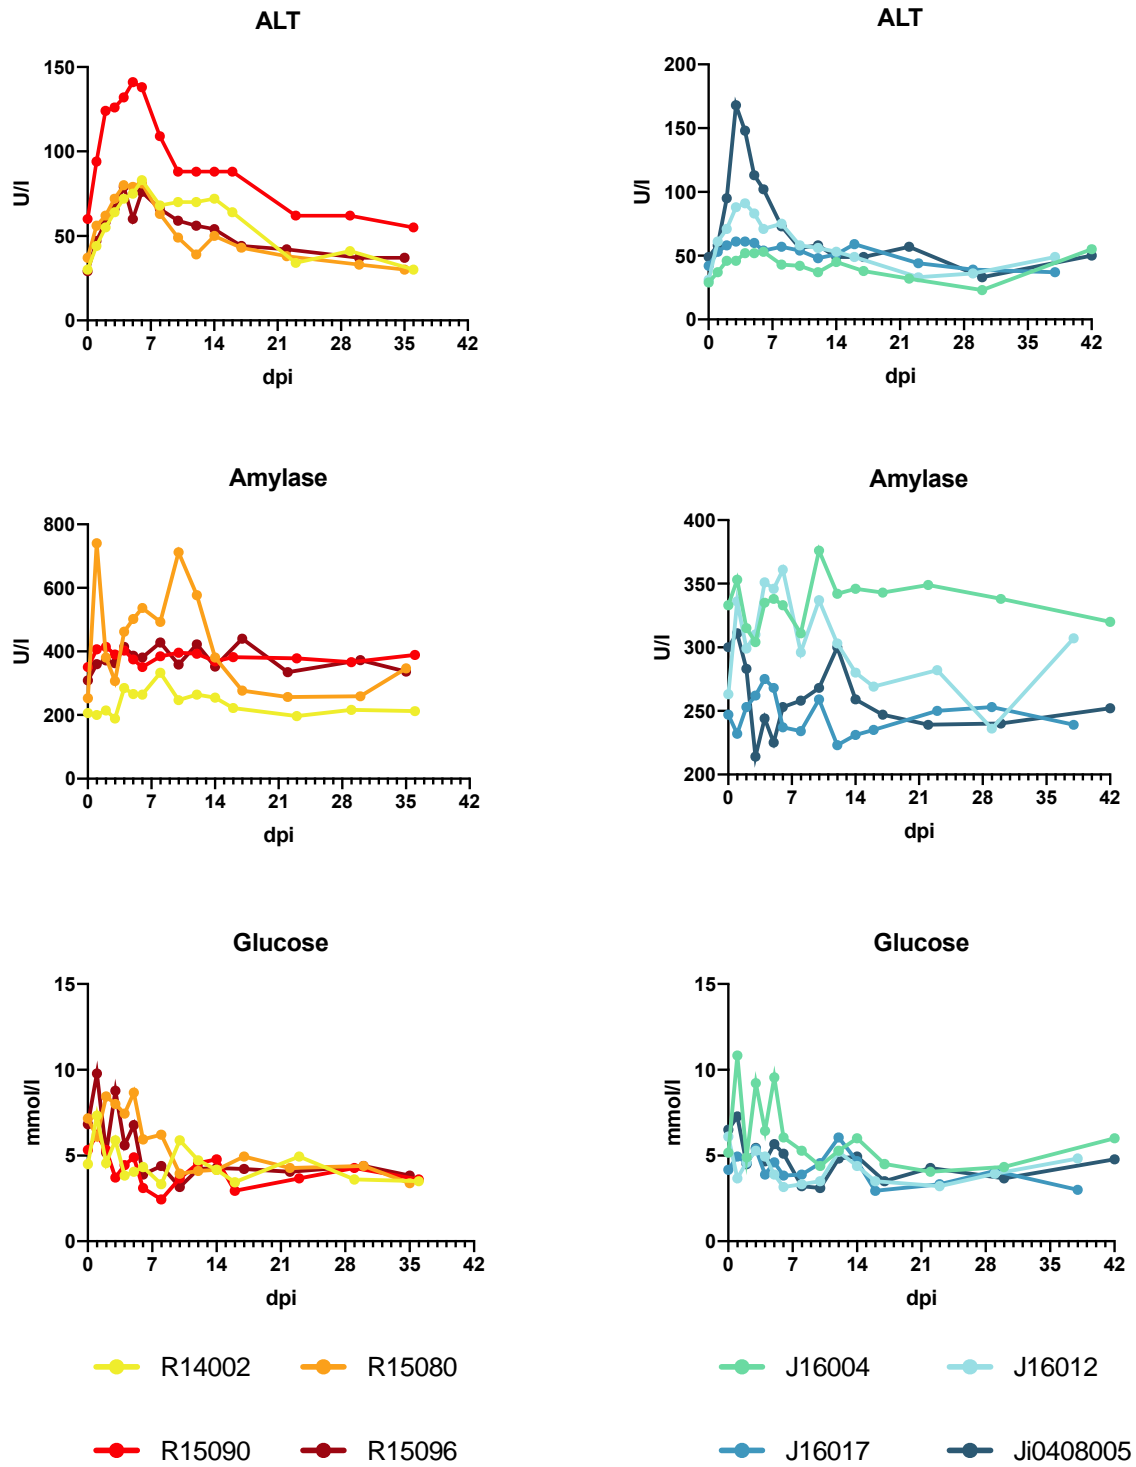 ALT
150
100
50
0
U/I
0 7 14 21 28 35 42
dpi
ALT
200
150
100
50
0
U/I
0 7 14 21 28 35 42
dpi
Amylase
800
600
400
200
0
U/I
0 7 14 21 28 35 42
dpi
Amylase
400
350
300
250
200
U/I
0 7 14 21 28 35 42
dpi
Glucose
15
10
5
0
mmol/l
0 7 14 21 28 35 42
dpi
Glucose
15
10
5
0
mmol/l
0 7 14 21 28 35 42
dpi
R14002 R15080
R15090 R15096
J16004 J16012
J16017 Ji0408005